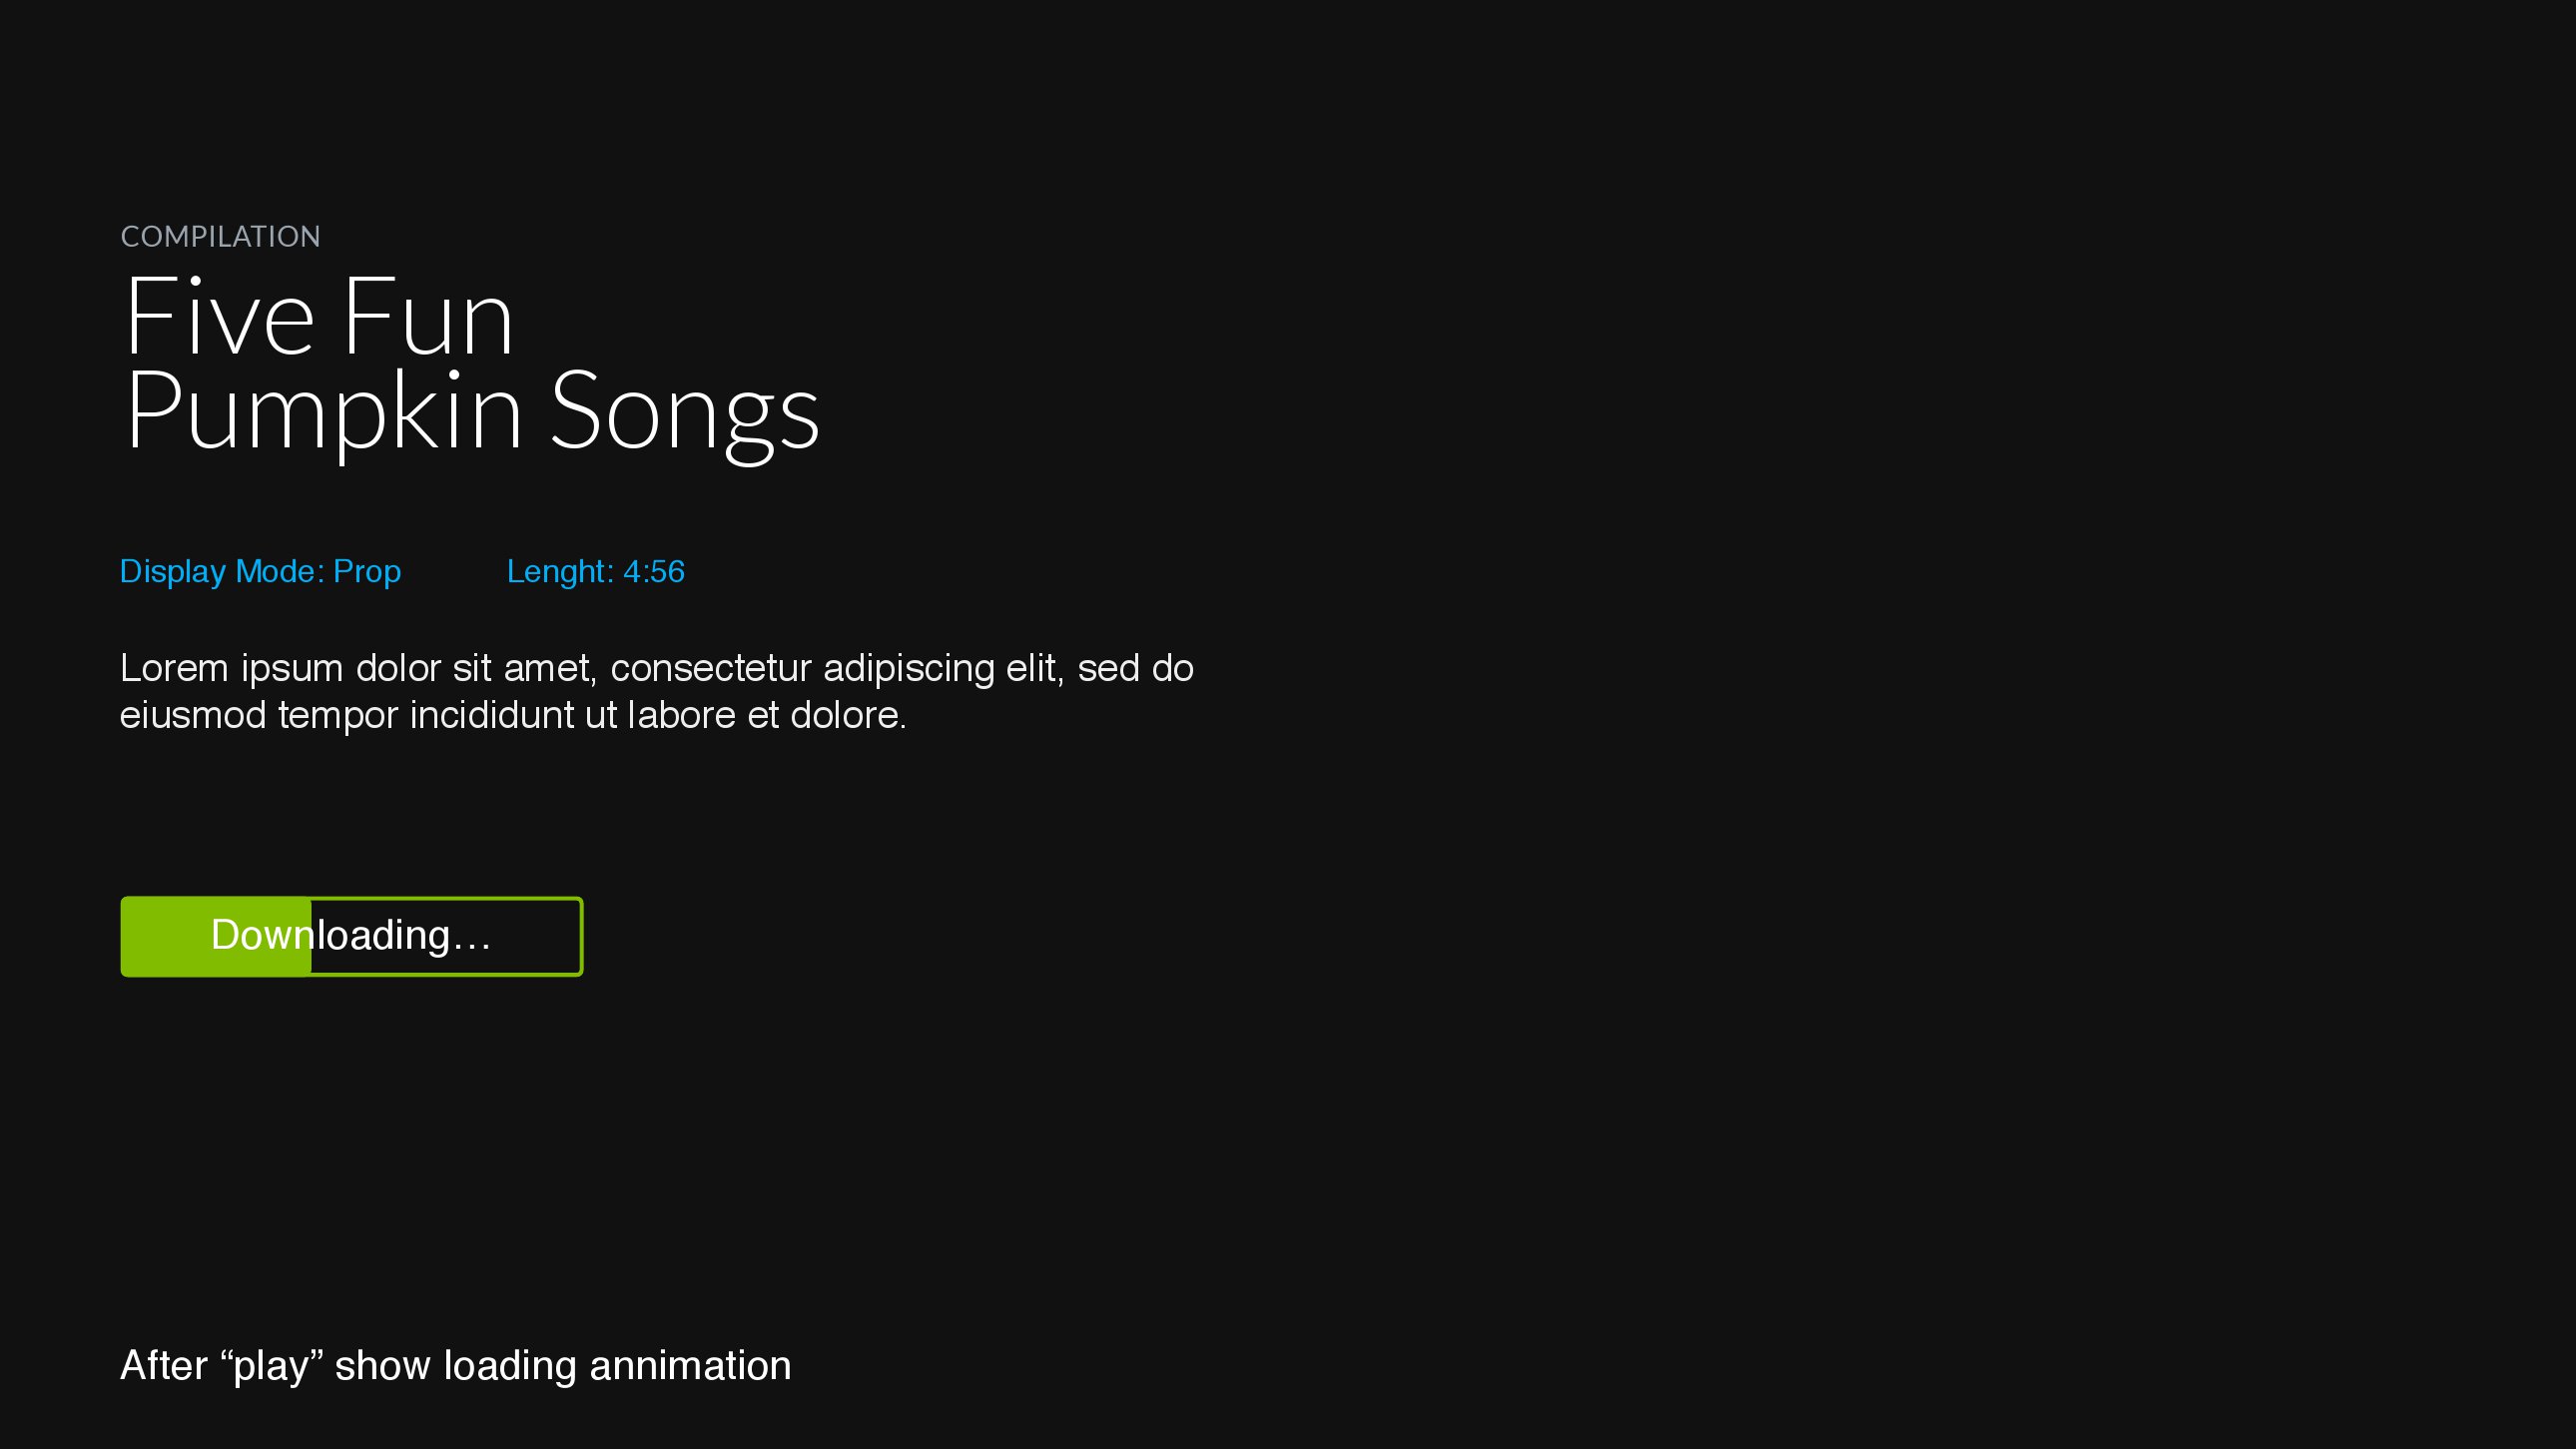 COMPILATION
Five Fun
Pumpkin Songs
Display Mode: Prop
Lenght: 4:56
Lorem ipsum dolor sit amet, consectetur adipiscing elit, sed do
eiusmod tempor incididunt ut labore et dolore.
Downloading…
After “play” show loading annimation